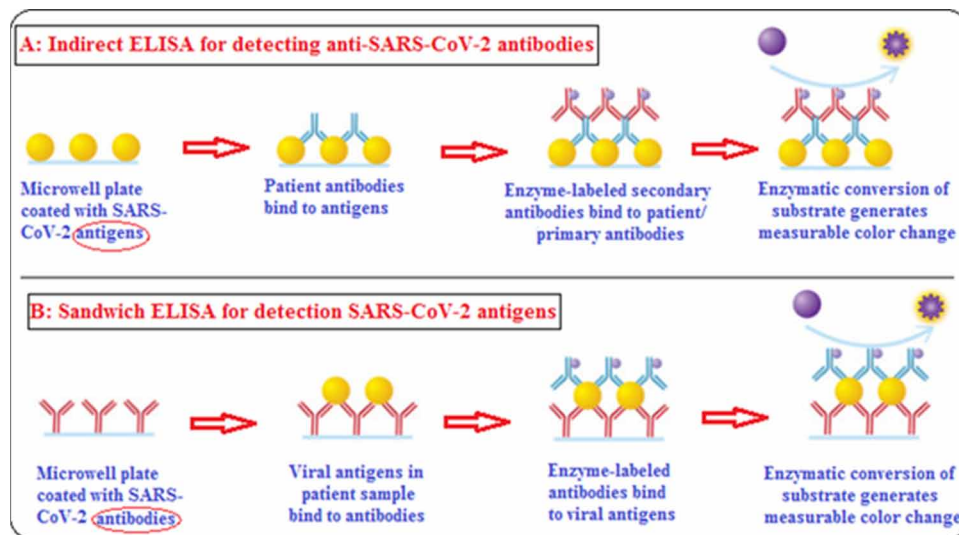 A: Indirect ELISA for detecting anti-SARS-CoV-2 antibodies
Microwell plate
coated with SARS-
CoV-2 antigens
Patient antibodies
bind to antigens
Enzyme-labeled secondary
antibodies bind to patient/
primary antibodies
Enzymatic conversion of
substrate generates
measurable color change
B: Sandwich ELISA for detection SARS-CoV-2 antigens
Microwell plate
coated with SARS-
CoV-2 antibodies
Viral antigens in
patient sample
bind to antibodies
Enzyme-labeled
antibodies bind
to viral antigens
Enzymatic conversion of
substrate generates
measurable color change